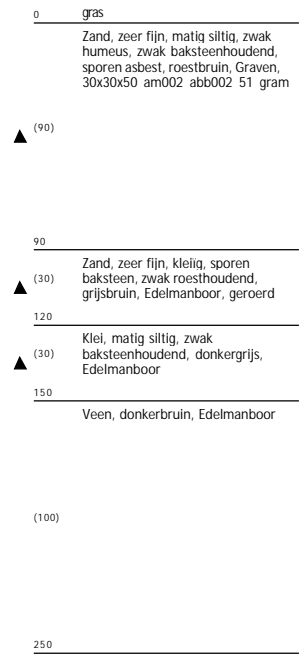 0 gras
Zand, zeer fijn, matig siltig, zwak
humeus, zwak baksteenhoudend,
sporen asbest, roestbruin, Graven,
30x30x50 am002 abb002 51 gram
(90)
90
Zand, zeer fijn, kleiïg, sporen
baksteen, zwak roesthoudend,
(30)
grijsbruin, Edelmanboor, geroerd
120
Klei, matig siltig, zwak
baksteenhoudend, donkergrijs,
(30)
Edelmanboor
150
Veen, donkerbruin, Edelmanboor
(100)
250